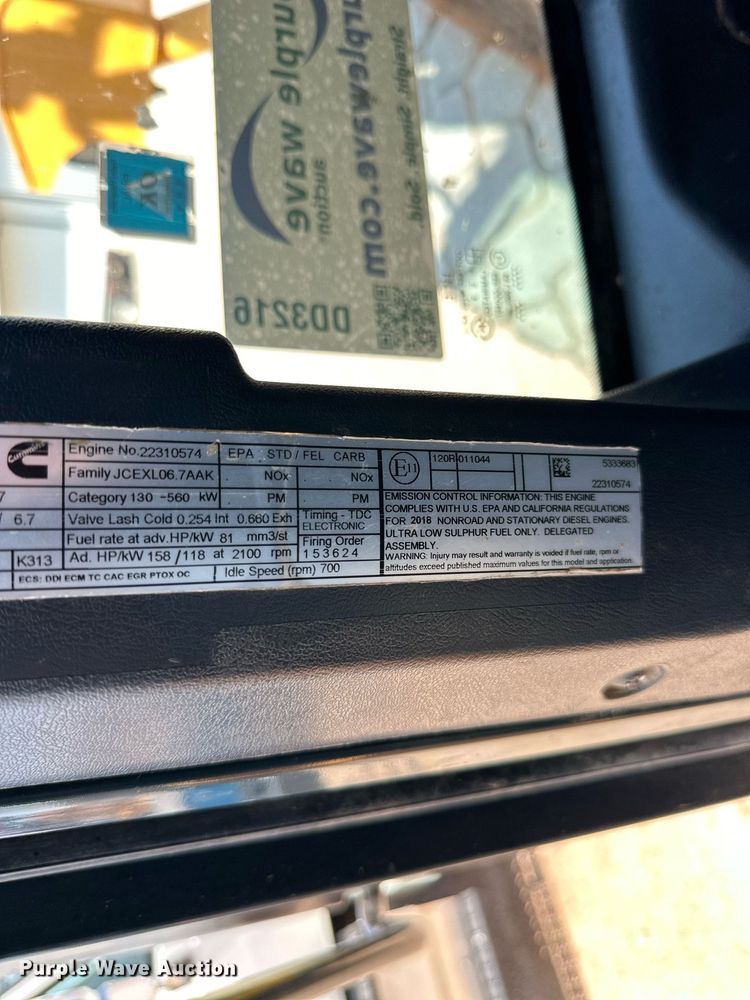 purple wave
auction
purplewave.com
Straight. Simple. Sold.
DD3216
OK
Cummins
Engine No.22310574
EPA STD / FEL CARB
Family JCEXL06.7AAK
. NOx . NOx
7
Category 130 -560 kW
PM PM
/ 6.7
Valve Lash Cold 0.254 Int 0.660 Exh
Timing - TDC
ELECTRONIC
Fuel rate at adv.HP/KW 81 mm3/st
Firing Order
153624
K313
Ad. HP/KW 158 / 118 at 2100 rpm
ECS: DDI ECM TC CAC EGR PTOX OC
Idle Speed (rpm) 700
E11
120R-011044
5333683
22310574
EMISSION CONTROL INFORMATION: THIS ENGINE
COMPLIES WITH U.S. EPA AND CALIFORNIA REGULATIONS
FOR 2018 NONROAD AND STATIONARY DIESEL ENGINES.
ULTRA LOW SULPHUR FUEL ONLY. DELEGATED
ASSEMBLY.
WARNING: Injury may result and warranty is voided if fuel rate, rpm or
altitudes exceed published maximum values for this model and application.
Purple Wave Auction